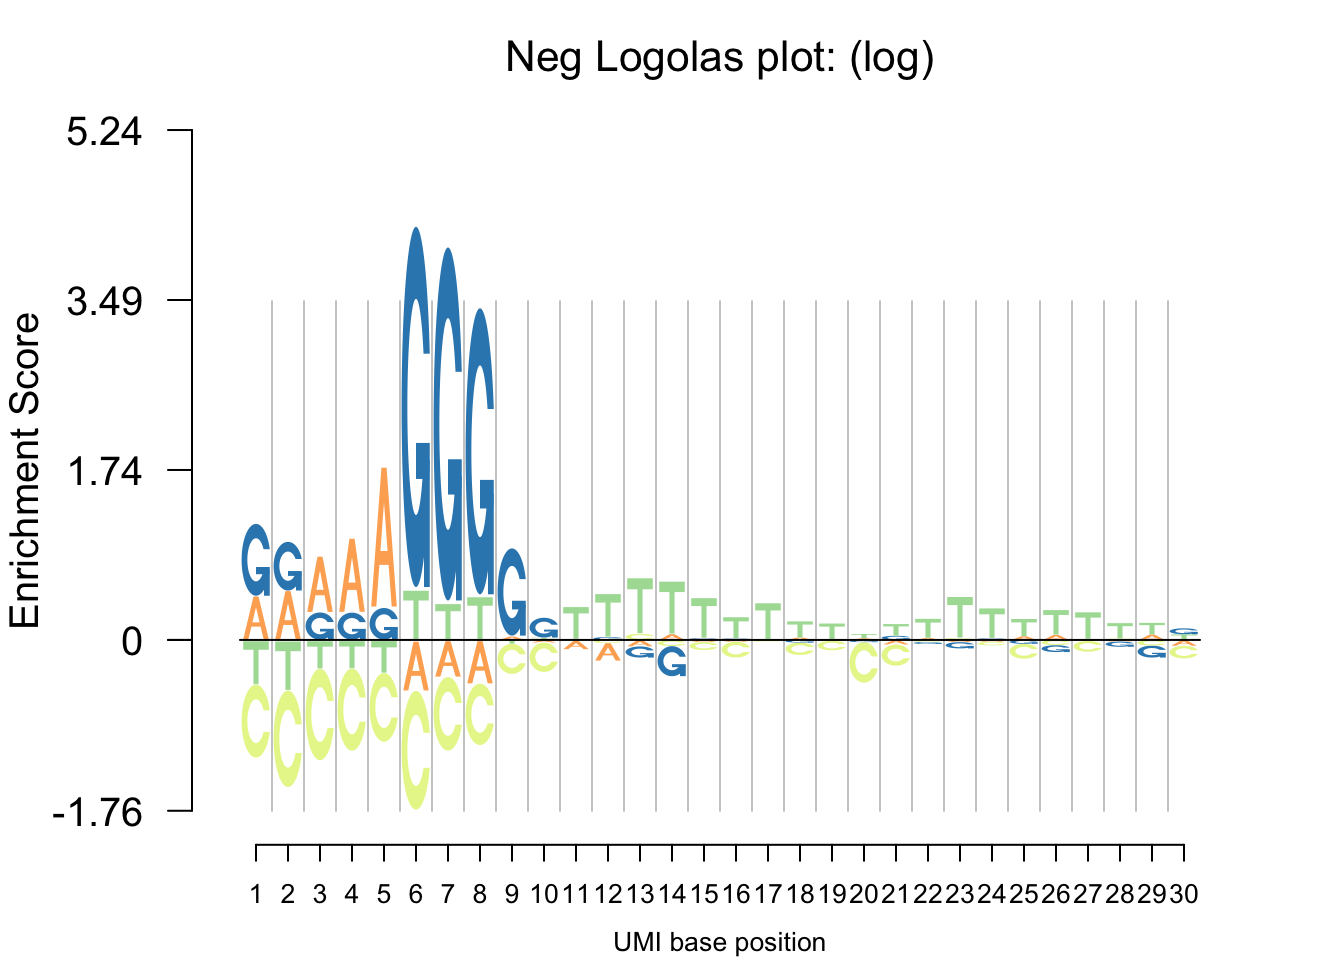 Neg Logolas plot: (log)
Enrichment Score
5.24
3.49
1.74
0
-1.76
G G A A A G G G G G T T T T T T T T T T T T T T T T T T T G
A A G G G T T T
T T T T T A A A C C A A A G C C C C C C C G C C G C G C
C C C C C C C C
1 2 3 4 5 6 7 8 9 10 11 12 13 14 15 16 17 18 19 20 21 22 23 24 25 26 27 28 29 30
UMI base position